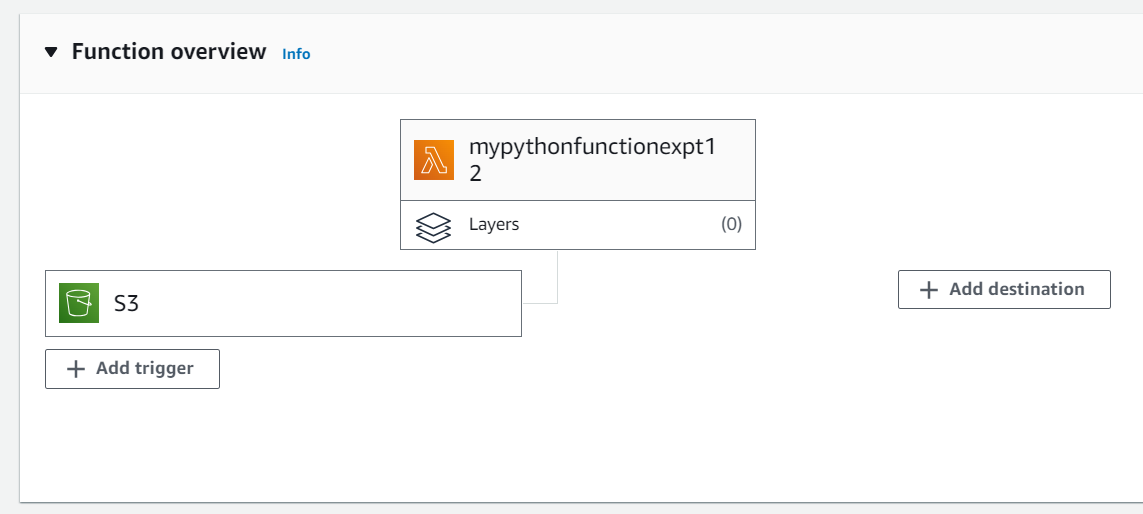 Function overview Info
mypythonfunctionexpt1
2
Layers (0)
S3
Add destination
Add trigger